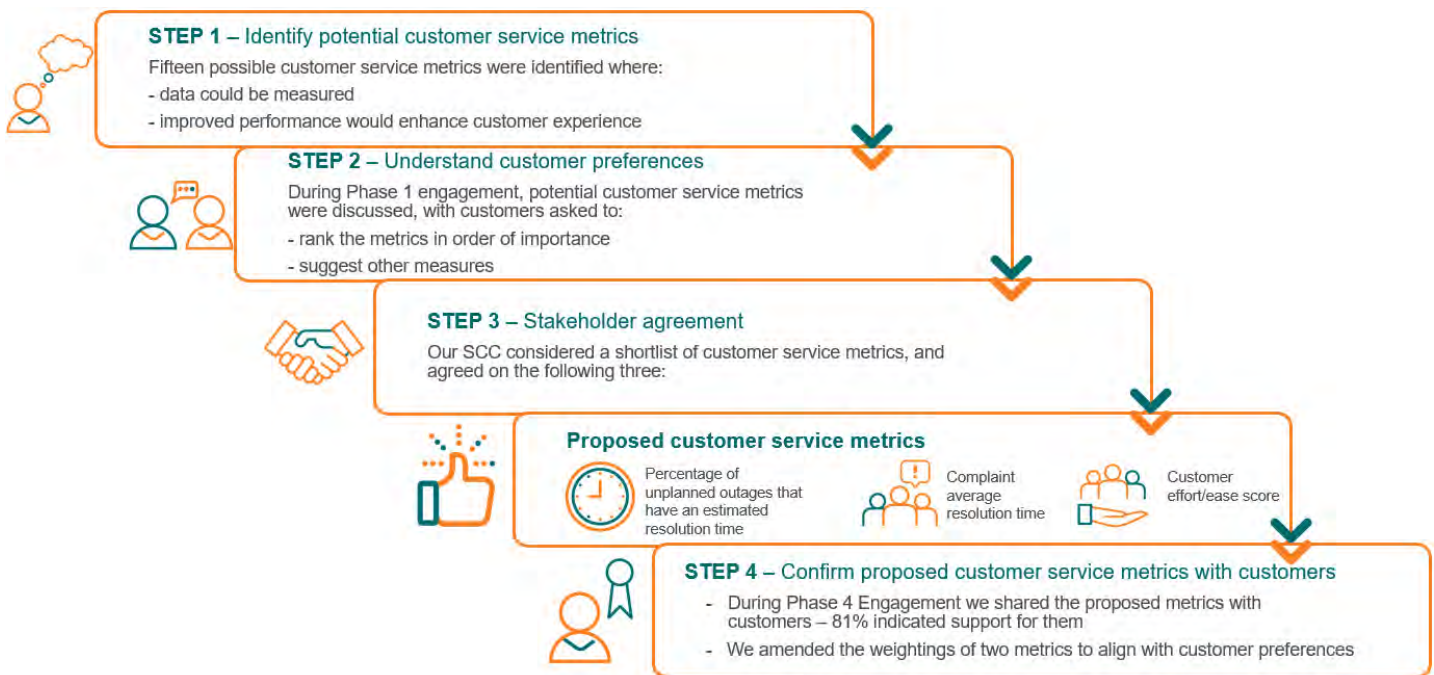 STEP 1 – Identify potential customer service metrics
Fifteen possible customer service metrics were identified where:
- data could be measured
- improved performance would enhance customer experience
STEP 2 – Understand customer preferences
During Phase 1 engagement, potential customer service metrics
were discussed, with customers asked to:
- rank the metrics in order of importance
- suggest other measures
STEP 3 – Stakeholder agreement
Our SCC considered a shortlist of customer service metrics, and
agreed on the following three:
Proposed customer service metrics
Percentage of
unplanned outages that
have an estimated
resolution time
!
Complaint
average
resolution time
Customer
effort/ease score
STEP 4 – Confirm proposed customer service metrics with customers
- During Phase 4 Engagement we shared the proposed metrics with
customers – 81% indicated support for them
- We amended the weightings of two metrics to align with customer preferences